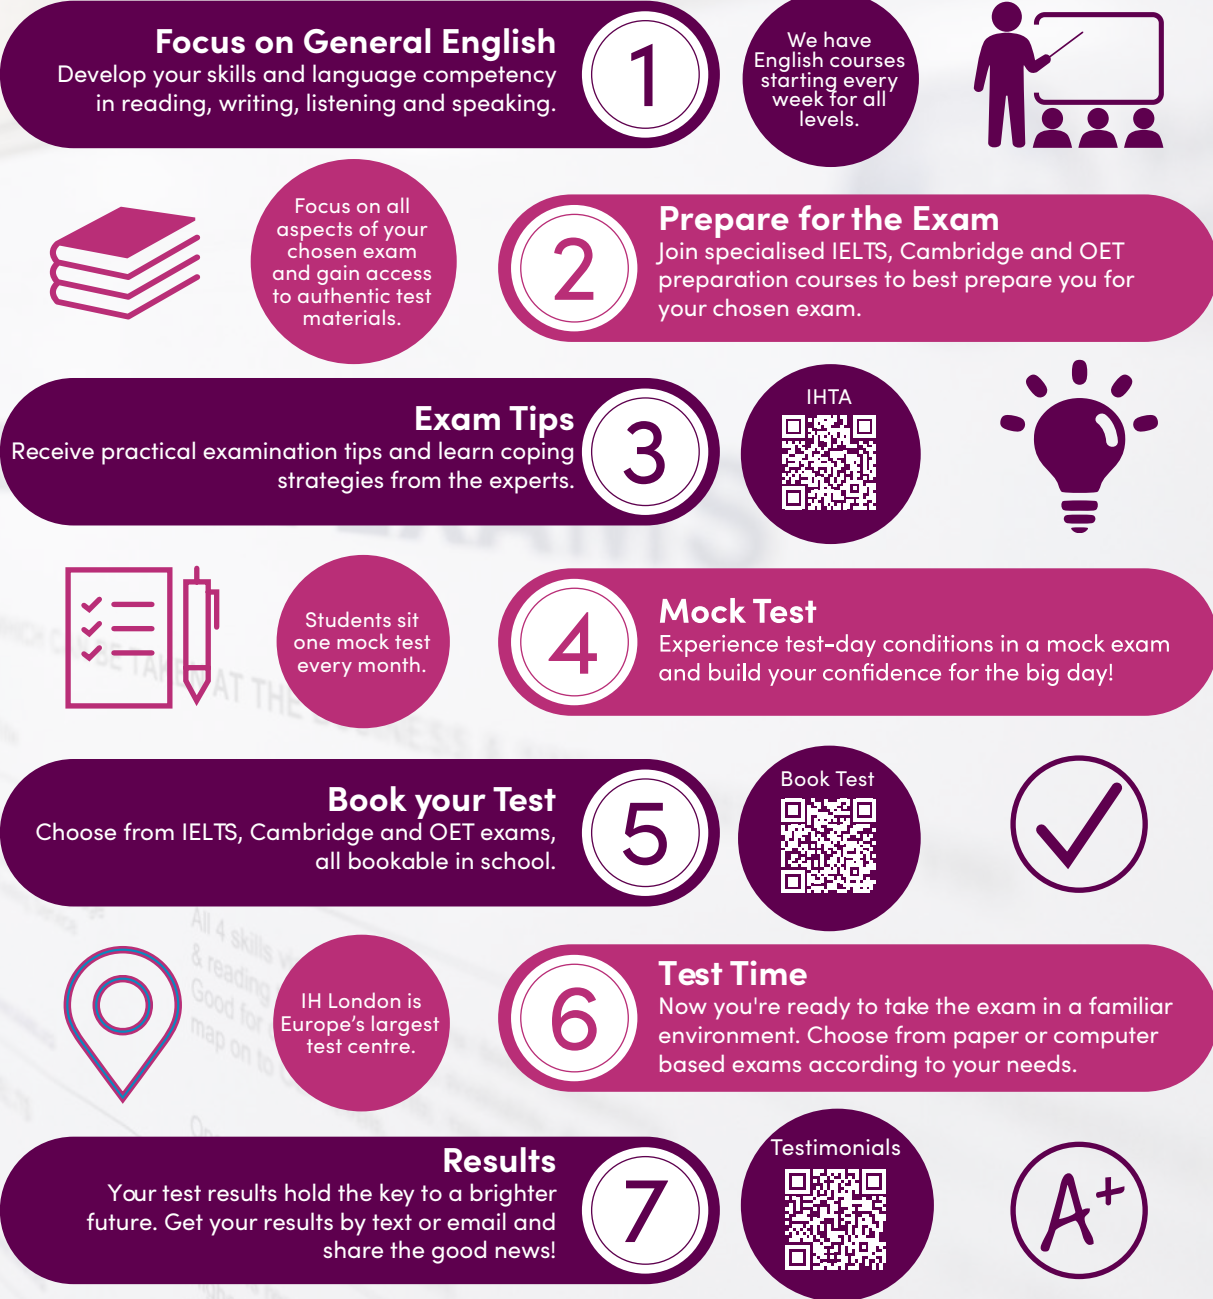 Focus on General English
Develop your skills and language competency
in reading, writing, listening and speaking.
1
We have
English courses
starting every
week for all
levels.
Focus on all
aspects of your
chosen exam
and gain access
to authentic test
materials.
2
Prepare for the Exam
Join specialised IELTS, Cambridge and OET
preparation courses to best prepare you for
your chosen exam.
Exam Tips
Receive practical examination tips and learn coping
strategies from the experts.
3
IHTA
Students sit
one mock test
every month.
4
Mock Test
Experience test-day conditions in a mock exam
and build your confidence for the big day!
Book your Test
Choose from IELTS, Cambridge and OET exams,
all bookable in school.
5
Book Test
IH London is
Europe's largest
test centre.
6
Test Time
Now you're ready to take the exam in a familiar
environment. Choose from paper or computer
based exams according to your needs.
Results
Your test results hold the key to a brighter
future. Get your results by text or email and
share the good news!
7
Testimonials
A+